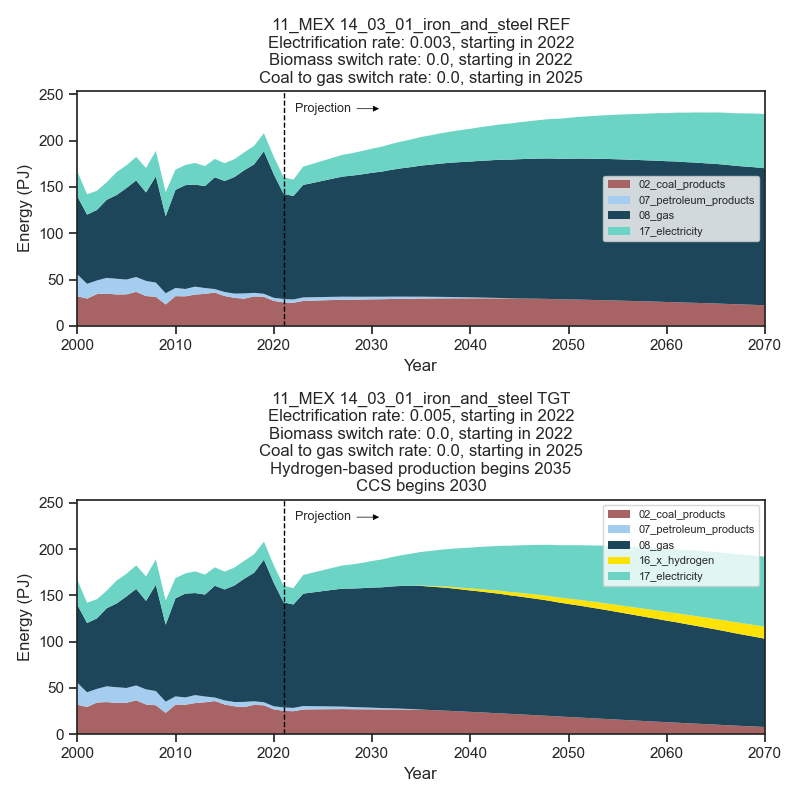 11_MEX 14_03_01_iron_and_steel REF
Electrification rate: 0.003, starting in 2022
Biomass switch rate: 0.0, starting in 2022
Coal to gas switch rate: 0.0, starting in 2025
250
200
150
100
50
0
Energy (PJ)
Projection
02_coal_products
07_petroleum_products
08_gas
17_electricity
2000 2010 2020 2030 2040 2050 2060 2070
Year
11_MEX 14_03_01_iron_and_steel TGT
Electrification rate: 0.005, starting in 2022
Biomass switch rate: 0.0, starting in 2022
Coal to gas switch rate: 0.0, starting in 2025
Hydrogen-based production begins 2035
CCS begins 2030
250
200
150
100
50
0
Energy (PJ)
Projection
02_coal_products
07_petroleum_products
08_gas
16_x_hydrogen
17_electricity
2000 2010 2020 2030 2040 2050 2060 2070
Year